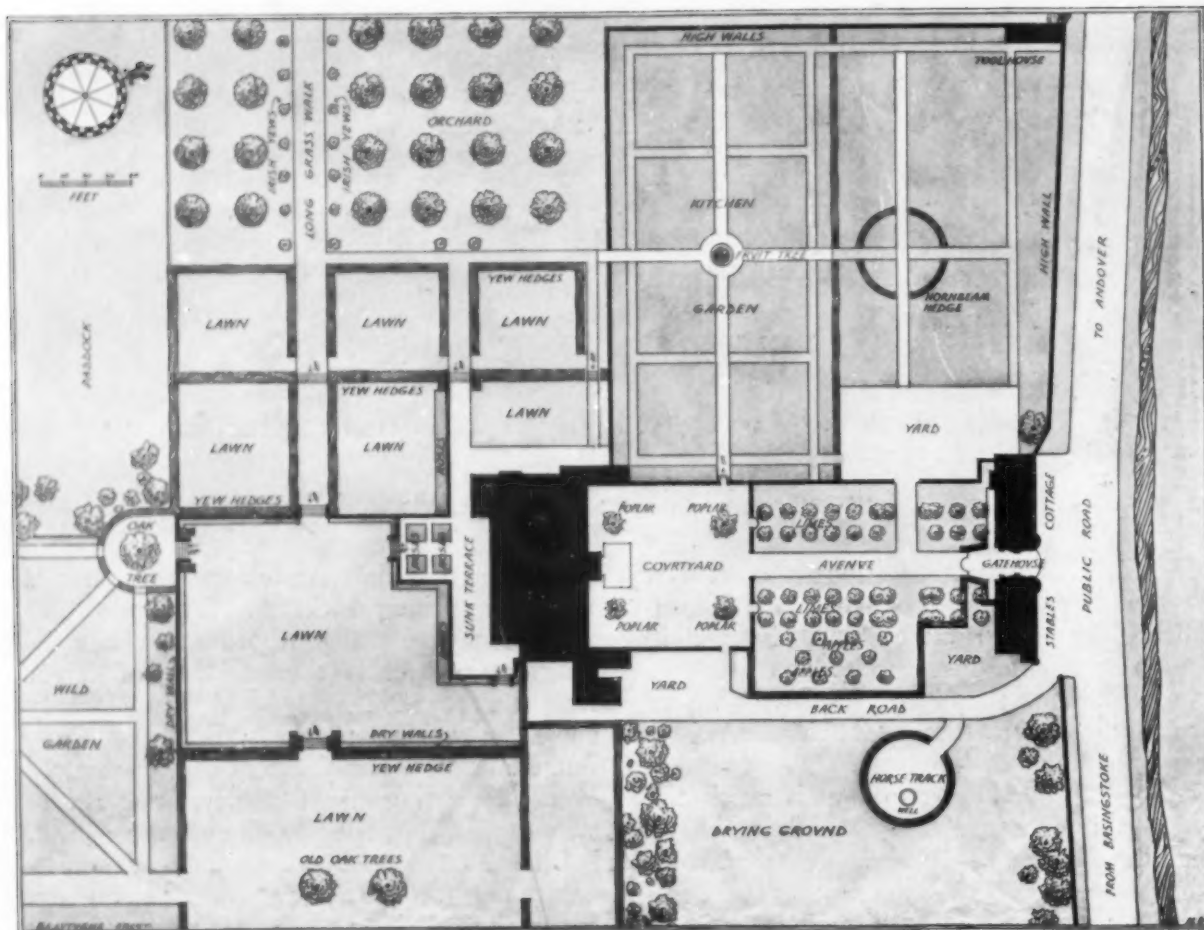 HIGH WALLS
TOOL HOUSE
FEET
IRISH YEWS
LONG GRASS WALK
IRISH YEWS
ORCHARD
KITCHEN
HIGH WALL
TO ANDOVER
FRVIT TREE
PADDOCK
YEW HEDGES
LAWN
LAWN
LAWN
GARDEN
HORNBEAM
HEDGE
YEW HEDGES
LAWN
LAWN
LAWN
YARD
YEW HEDGES
OAK
TREE
POPLAR
POPLAR
LIMES
COTTAGE
PUBLIC ROAD
SUNK TERRACE
COURTYARD
AVENVE
GATEHOUSE
LAWN
POPLAR
POPLAR
LIMES
APPLES
APPLES
STABLES
YARD
YARD
WILD
GARDEN
DRY WALLS
DRY WALLS
BACK ROAD
YEW HEDGE
LAWN
HORSE TRACK
WELL
DRYING GROVND
OLD OAK TREES
FROM BASINGSTOKE